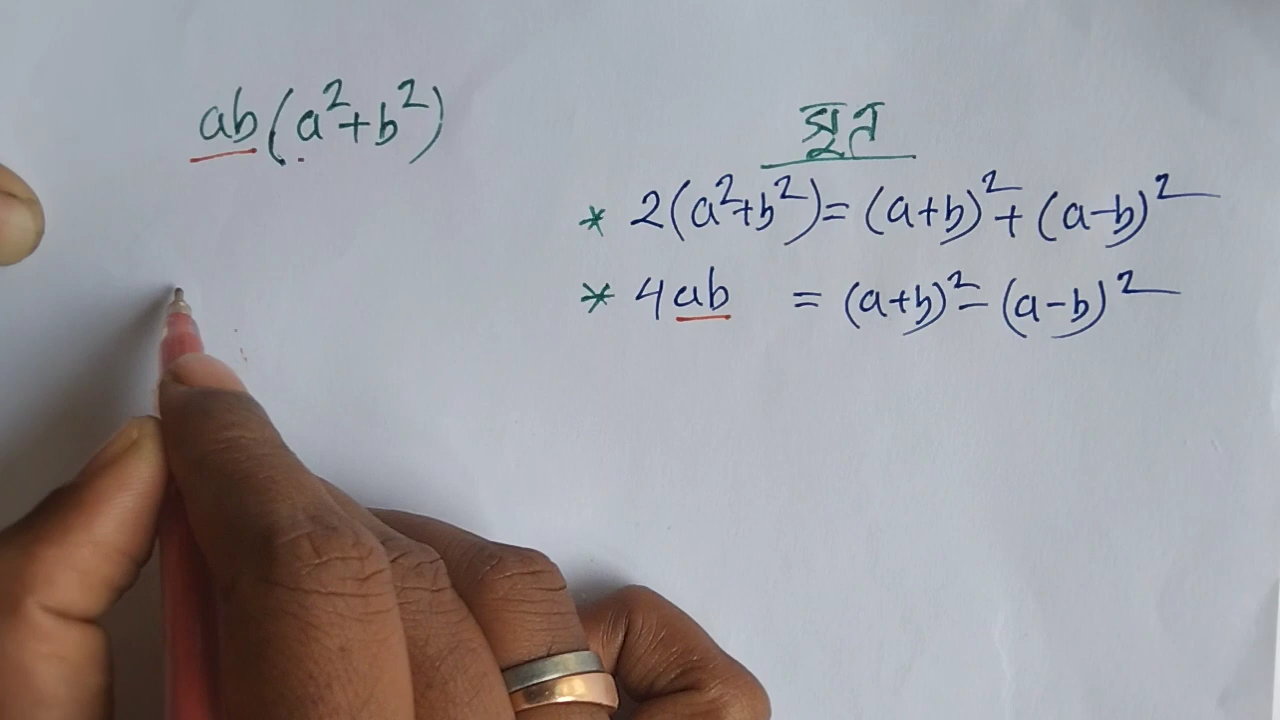 ab(a²+b²)
সূত্র
* 2(a²+b²)= (a+b)²+(a-b)²
* 4ab = (a+b)²-(a-b)²